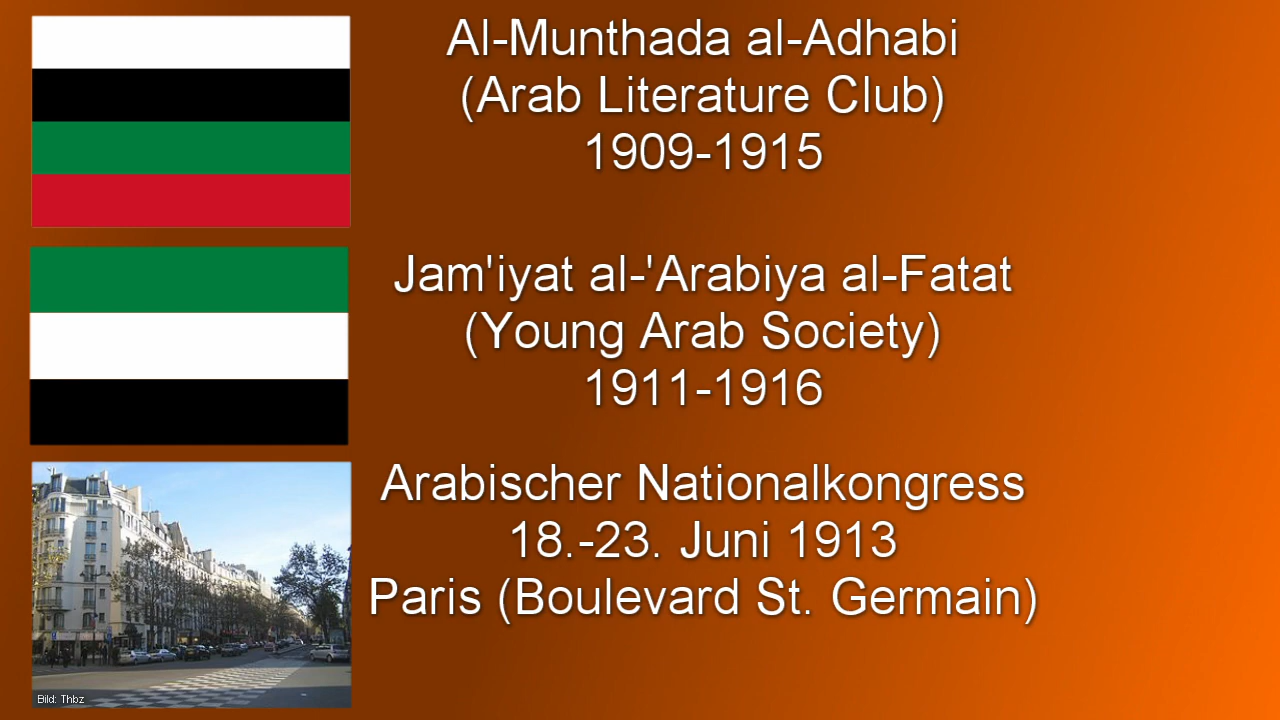 Al-Munthada al-Adhabi
(Arab Literature Club)
1909-1915
Jam'iyat al-'Arabiya al-Fatat
(Young Arab Society)
1911-1916
Arabischer Nationalkongress
18.-23. Juni 1913
Paris (Boulevard St. Germain)
Bild: Thbz